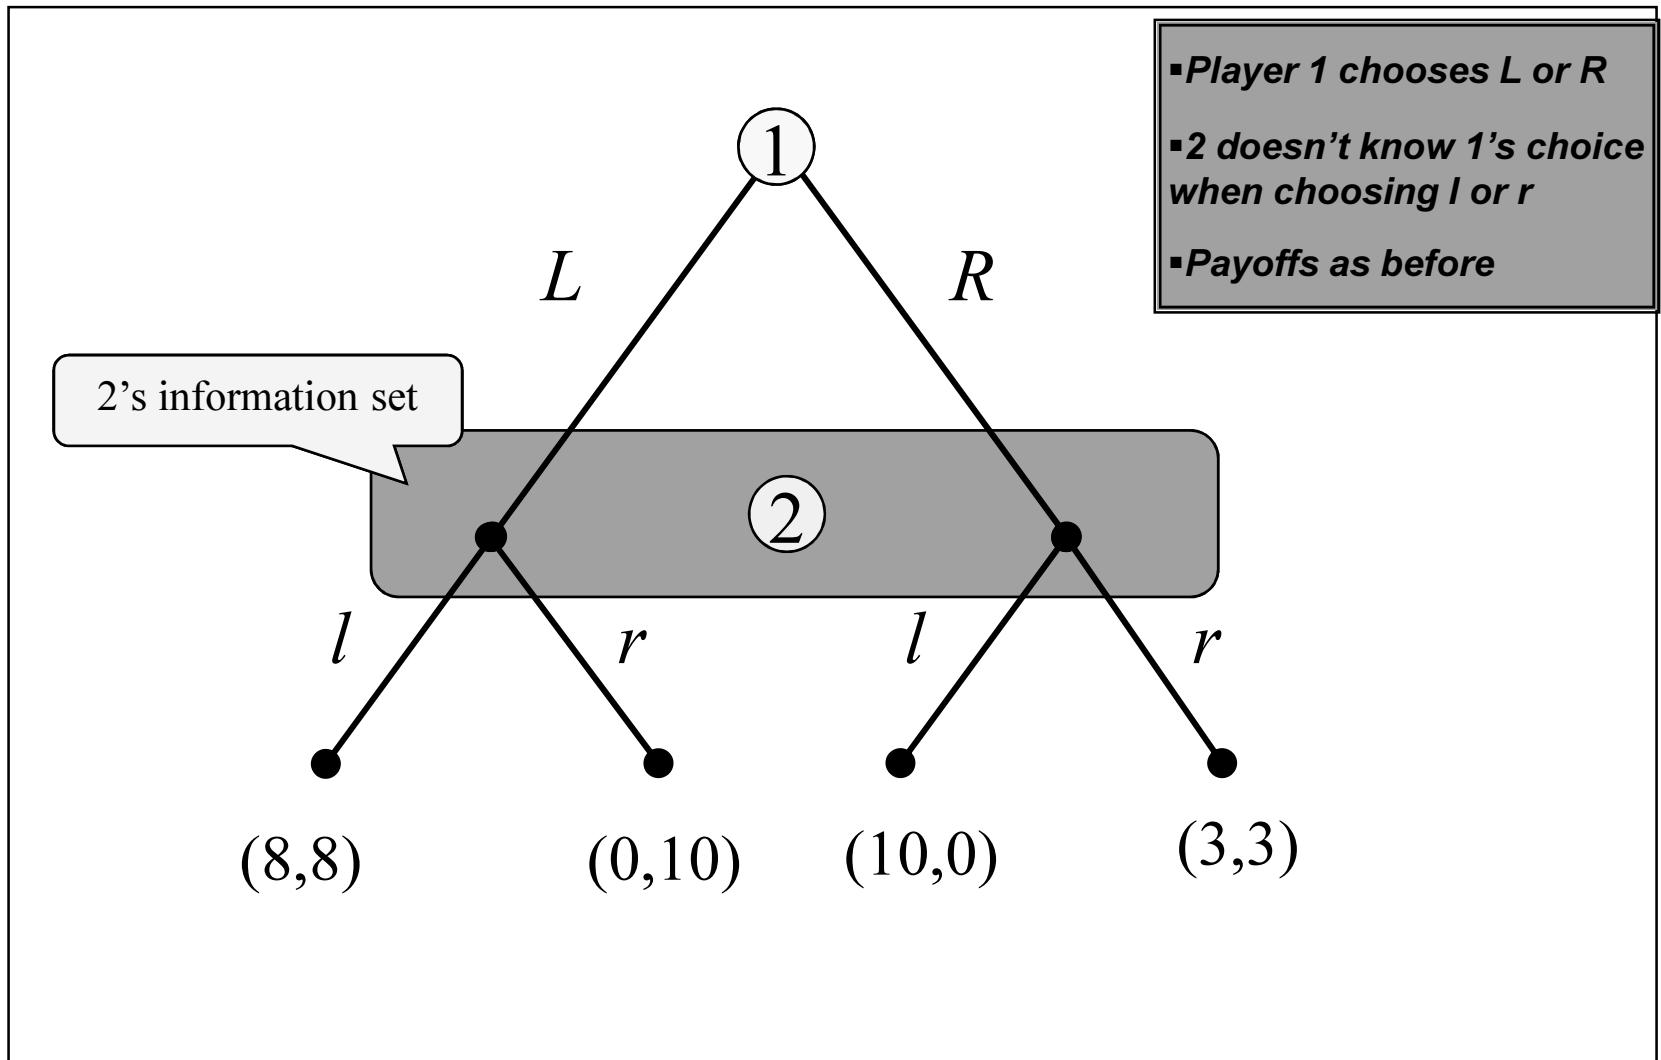 ▪Player 1 chooses L or R
▪2 doesn’t know 1’s choice
when choosing l or r
▪Payoffs as before
1
L
R
2’s information set
2
l
r
l
r
(8,8)
(0,10)
(10,0)
(3,3)